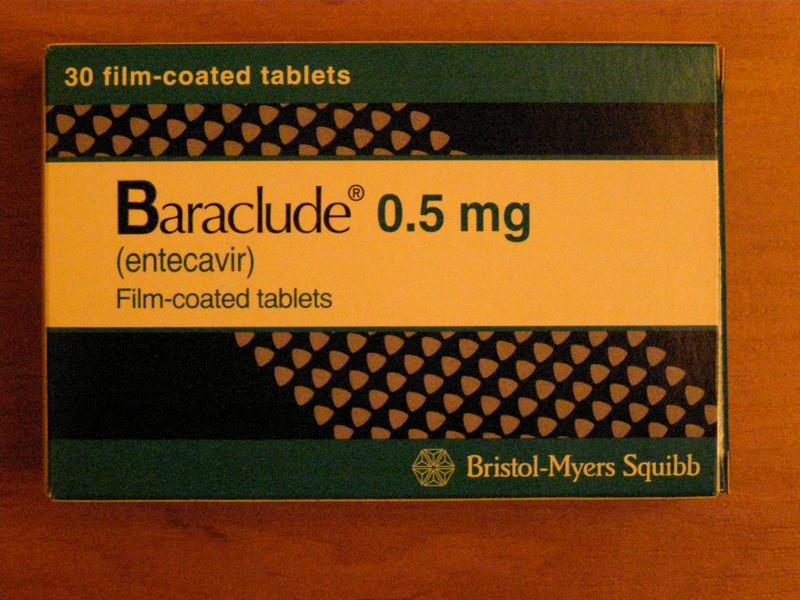 30 film-coated tablets
Baraclude® 0.5 mg
(entecavir)
Film-coated tablets
Bristol-Myers Squibb